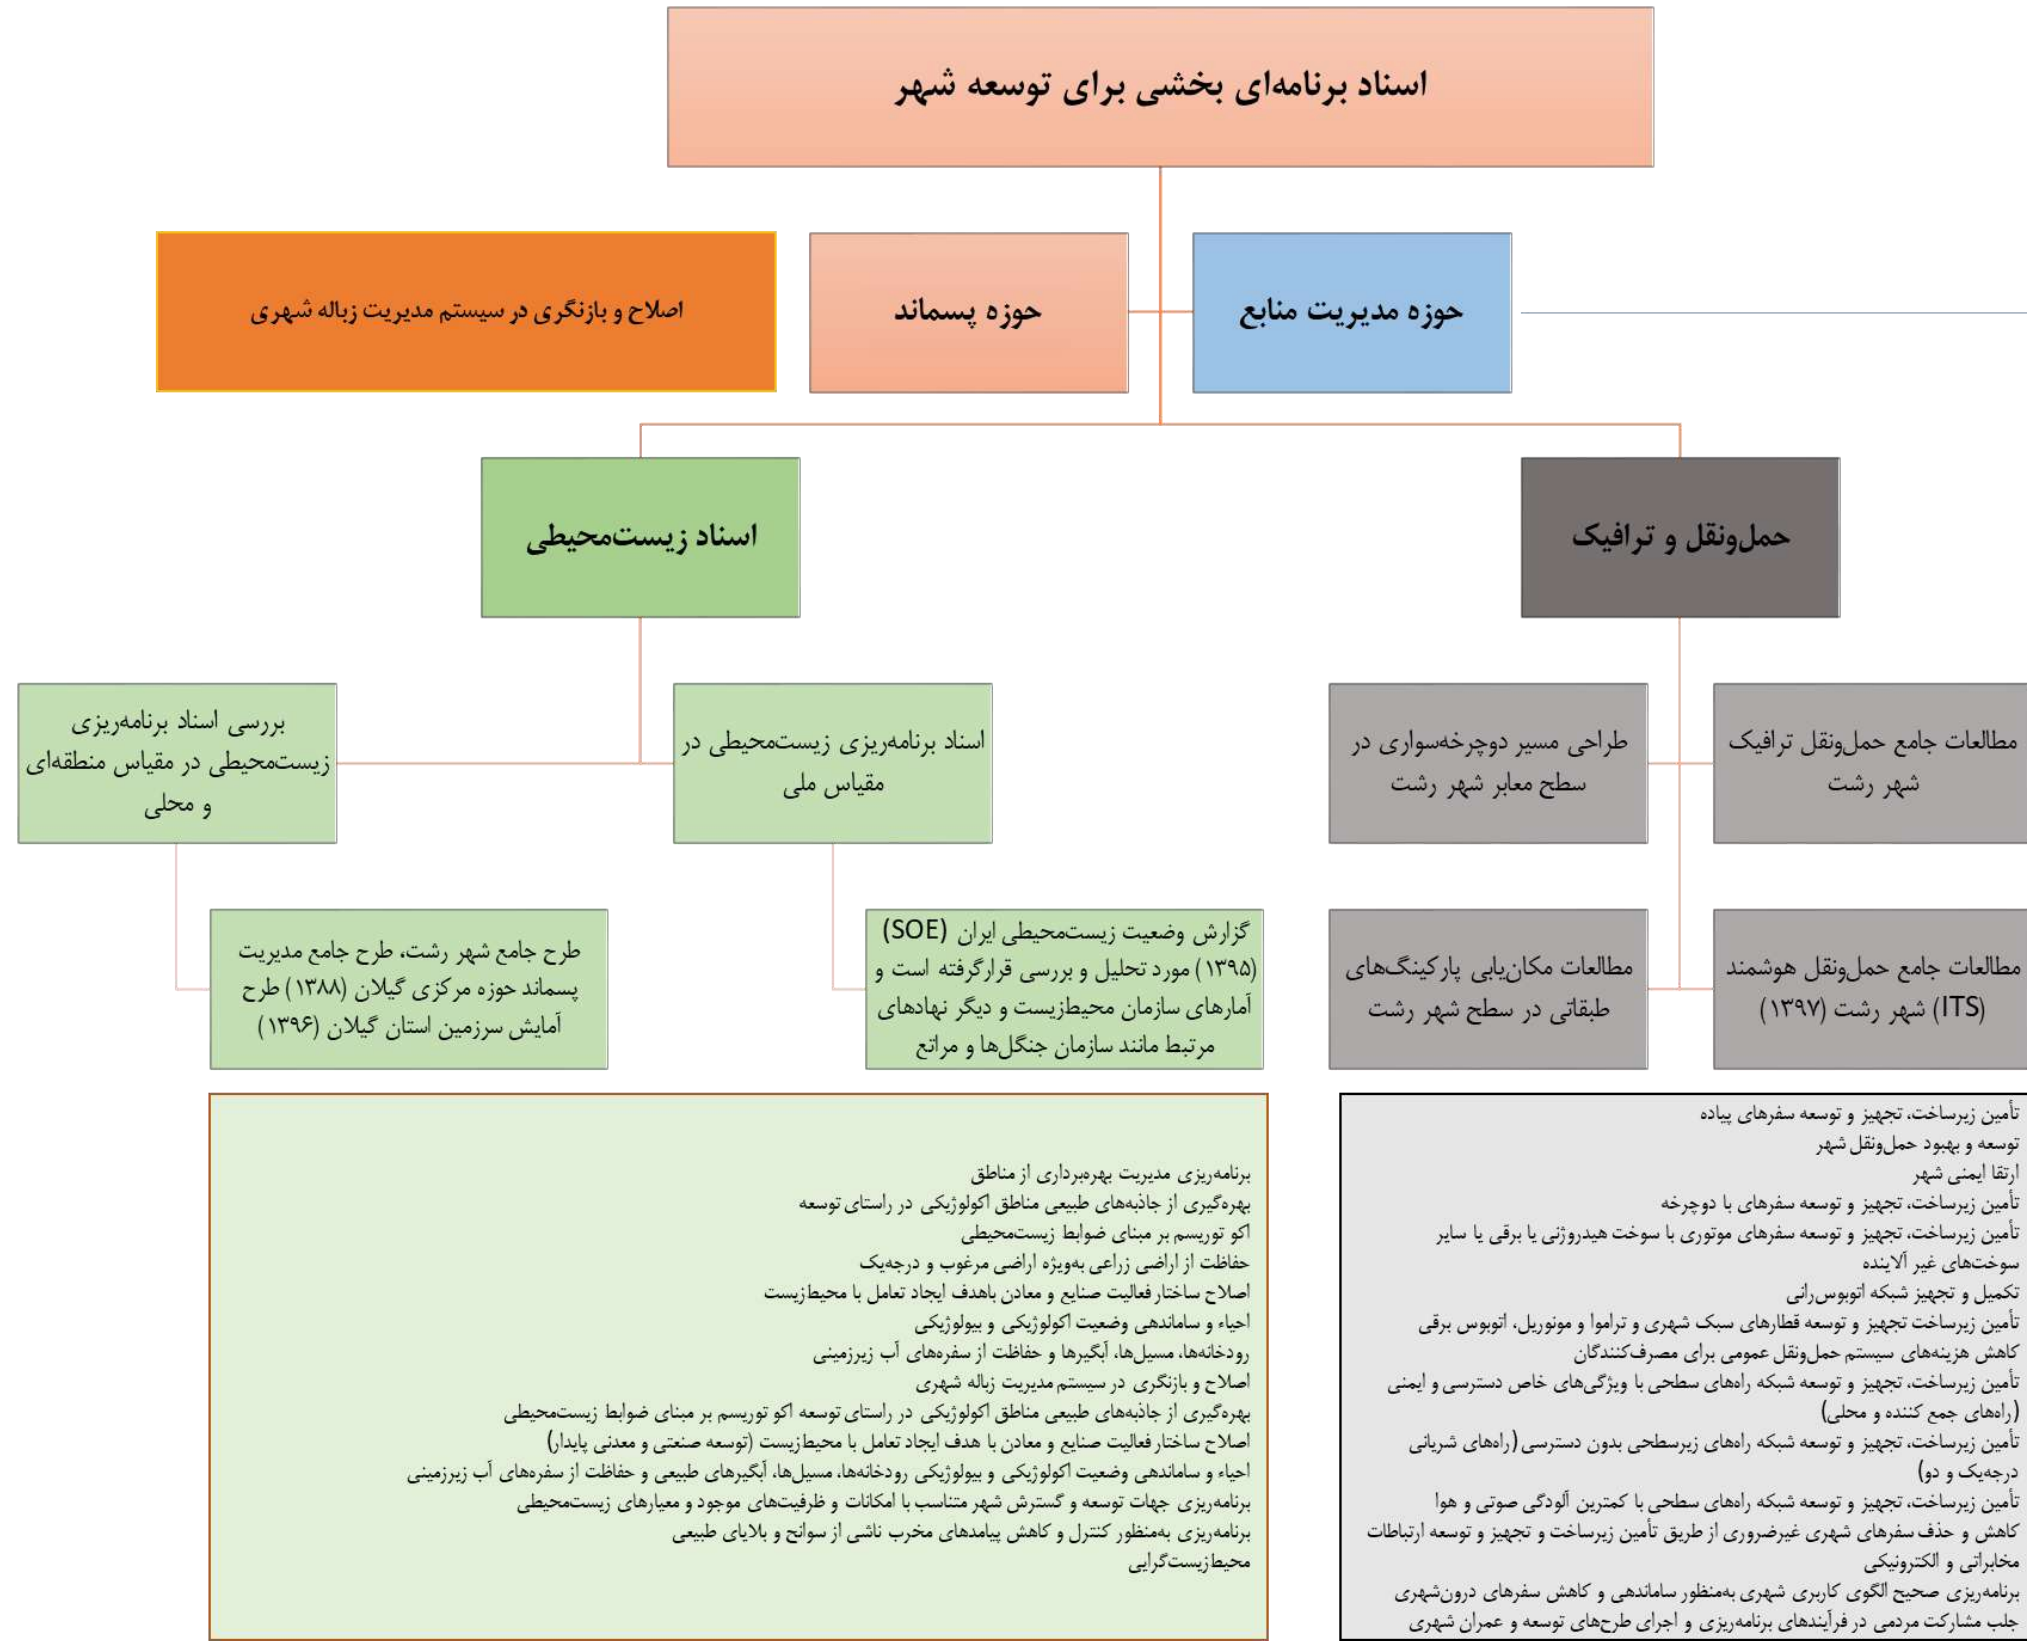 اسناد برنامه‌ای بخشی برای توسعه شهر
حوزه مدیریت منابع
حوزه پسماند
اصلاح و بازنگری در سیستم مدیریت زباله شهری
حمل‌ونقل و ترافیک
اسناد زیست‌محیطی
مطالعات جامع حمل‌ونقل ترافیک
شهر رشت
طراحی مسیر دوچرخه‌سواری در
سطح معابر شهر رشت
اسناد برنامه‌ریزی زیست‌محیطی در
مقیاس ملی
بررسی اسناد برنامه‌ریزی
زیست‌محیطی در مقیاس منطقه‌ای
و محلی
مطالعات جامع حمل‌ونقل هوشمند
(ITS) شهر رشت (۱۳۹۷)
مطالعات مکان‌یابی پارکینگ‌های
طبقاتی در سطح شهر رشت
گزارش وضعیت زیست‌محیطی ایران (SOE)
(۱۳۹۵) مورد تحلیل و بررسی قرارگرفته است و
آمارهای سازمان محیط‌زیست و دیگر نهادهای
مرتبط مانند سازمان جنگل‌ها و مراتع
طرح جامع شهر رشت، طرح جامع مدیریت
پسماند حوزه مرکزی گیلان (۱۳۸۸) طرح
آمایش سرزمین استان گیلان (۱۳۹۶)
تأمین زیرساخت، تجهیز و توسعه سفرهای پیاده
توسعه و بهبود حمل‌ونقل شهر
ارتقا ایمنی شهر
تأمین زیرساخت، تجهیز و توسعه سفرهای با دوچرخه
تأمین زیرساخت، تجهیز و توسعه سفرهای موتوری با سوخت هیدروژنی یا برقی یا سایر
سوخت‌های غیر آلاینده
تکمیل و تجهیز شبکه اتوبوس‌رانی
تأمین زیرساخت تجهیز و توسعه قطارهای سبک شهری و تراموا و مونوریل، اتوبوس برقی
کاهش هزینه‌های سیستم حمل‌ونقل عمومی برای مصرف‌کنندگان
تأمین زیرساخت، تجهیز و توسعه شبکه راه‌های سطحی با ویژگی‌های خاص دسترسی و ایمنی
(راه‌های جمع کننده و محلی)
تأمین زیرساخت، تجهیز و توسعه شبکه راه‌های زیرسطحی بدون دسترسی (راه‌های شریانی
درجه‌یک و دو)
تأمین زیرساخت، تجهیز و توسعه شبکه راه‌های سطحی با کمترین آلودگی صوتی و هوا
کاهش و حذف سفرهای شهری غیرضروری از طریق تأمین زیرساخت و تجهیز و توسعه ارتباطات
مخابراتی و الکترونیکی
برنامه‌ریزی صحیح الگوی کاربری شهری به‌منظور ساماندهی و کاهش سفرهای درون‌شهری
جلب مشارکت مردمی در فرآیندهای برنامه‌ریزی و اجرای طرح‌های توسعه و عمران شهری
برنامه‌ریزی مدیریت بهره‌برداری از مناطق
بهره‌گیری از جاذبه‌های طبیعی مناطق اکولوژیکی در راستای توسعه
اکو توریسم بر مبنای ضوابط زیست‌محیطی
حفاظت از اراضی زراعی به‌ویژه اراضی مرغوب و درجه‌یک
اصلاح ساختار فعالیت صنایع و معادن باهدف ایجاد تعامل با محیط‌زیست
احیاء و ساماندهی وضعیت اکولوژیکی و بیولوژیکی
رودخانه‌ها، مسیل‌ها، آبگیرها و حفاظت از سفره‌های آب زیرزمینی
اصلاح و بازنگری در سیستم مدیریت زباله شهری
بهره‌گیری از جاذبه‌های طبیعی مناطق اکولوژیکی در راستای توسعه اکو توریسم بر مبنای ضوابط زیست‌محیطی
اصلاح ساختار فعالیت صنایع و معادن با هدف ایجاد تعامل با محیط‌زیست (توسعه صنعتی و معدنی پایدار)
احیاء و ساماندهی وضعیت اکولوژیکی و بیولوژیکی رودخانه‌ها، مسیل‌ها، آبگیرهای طبیعی و حفاظت از سفره‌های آب زیرزمینی
برنامه‌ریزی جهات توسعه و گسترش شهر متناسب با امکانات و ظرفیت‌های موجود و معیارهای زیست‌محیطی
برنامه‌ریزی به‌منظور کنترل و کاهش پیامدهای مخرب ناشی از سوانح و بلایای طبیعی
محیط‌زیست‌گرایی